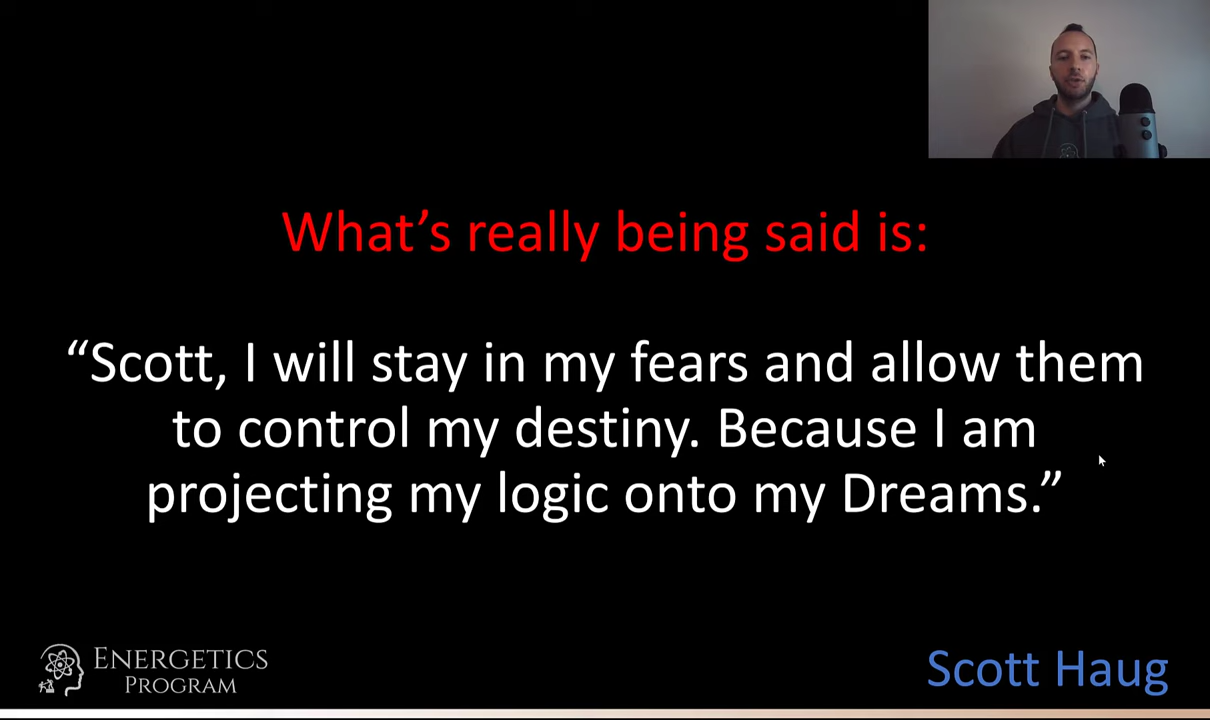 What’s really being said is:
“Scott, I will stay in my fears and allow them
to control my destiny. Because I am
projecting my logic onto my Dreams.”
ENERGETICS
PROGRAM
Scott Haug